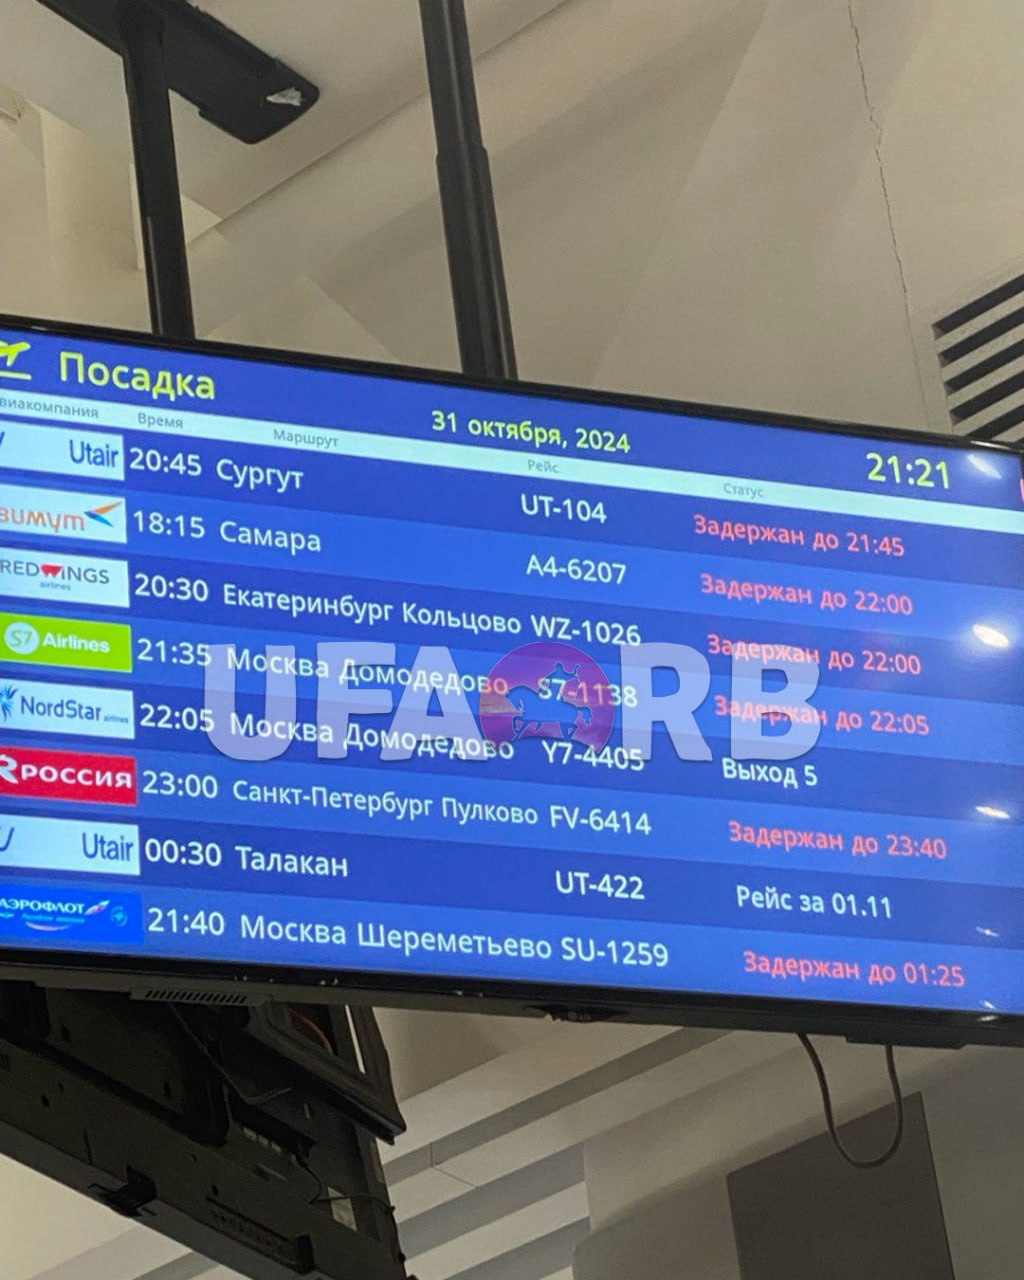 Посадка 31 октября, 2024 21:21
виакомпания Время Маршрут Рейс Статус
Utair 20:45 Сургут UT-104 Задержан до 21:45
зимут 18:15 Самара A4-6207 Задержан до 22:00
REDWINGS airlines 20:30 Екатеринбург Кольцово WZ-1026 Задержан до 22:00
S7 Airlines 21:35 Москва Домодедово S7-1138 Задержан до 22:05
NordStar airlines 22:05 Москва Домодедово Y7-4405 Выход 5
РОССИЯ 23:00 Санкт-Петербург Пулково FV-6414 Задержан до 23:40
Utair 00:30 Талакан UT-422 Рейс за 01.11
АЭРОФЛОТ 21:40 Москва Шереметьево SU-1259 Задержан до 01:25
UFA RB